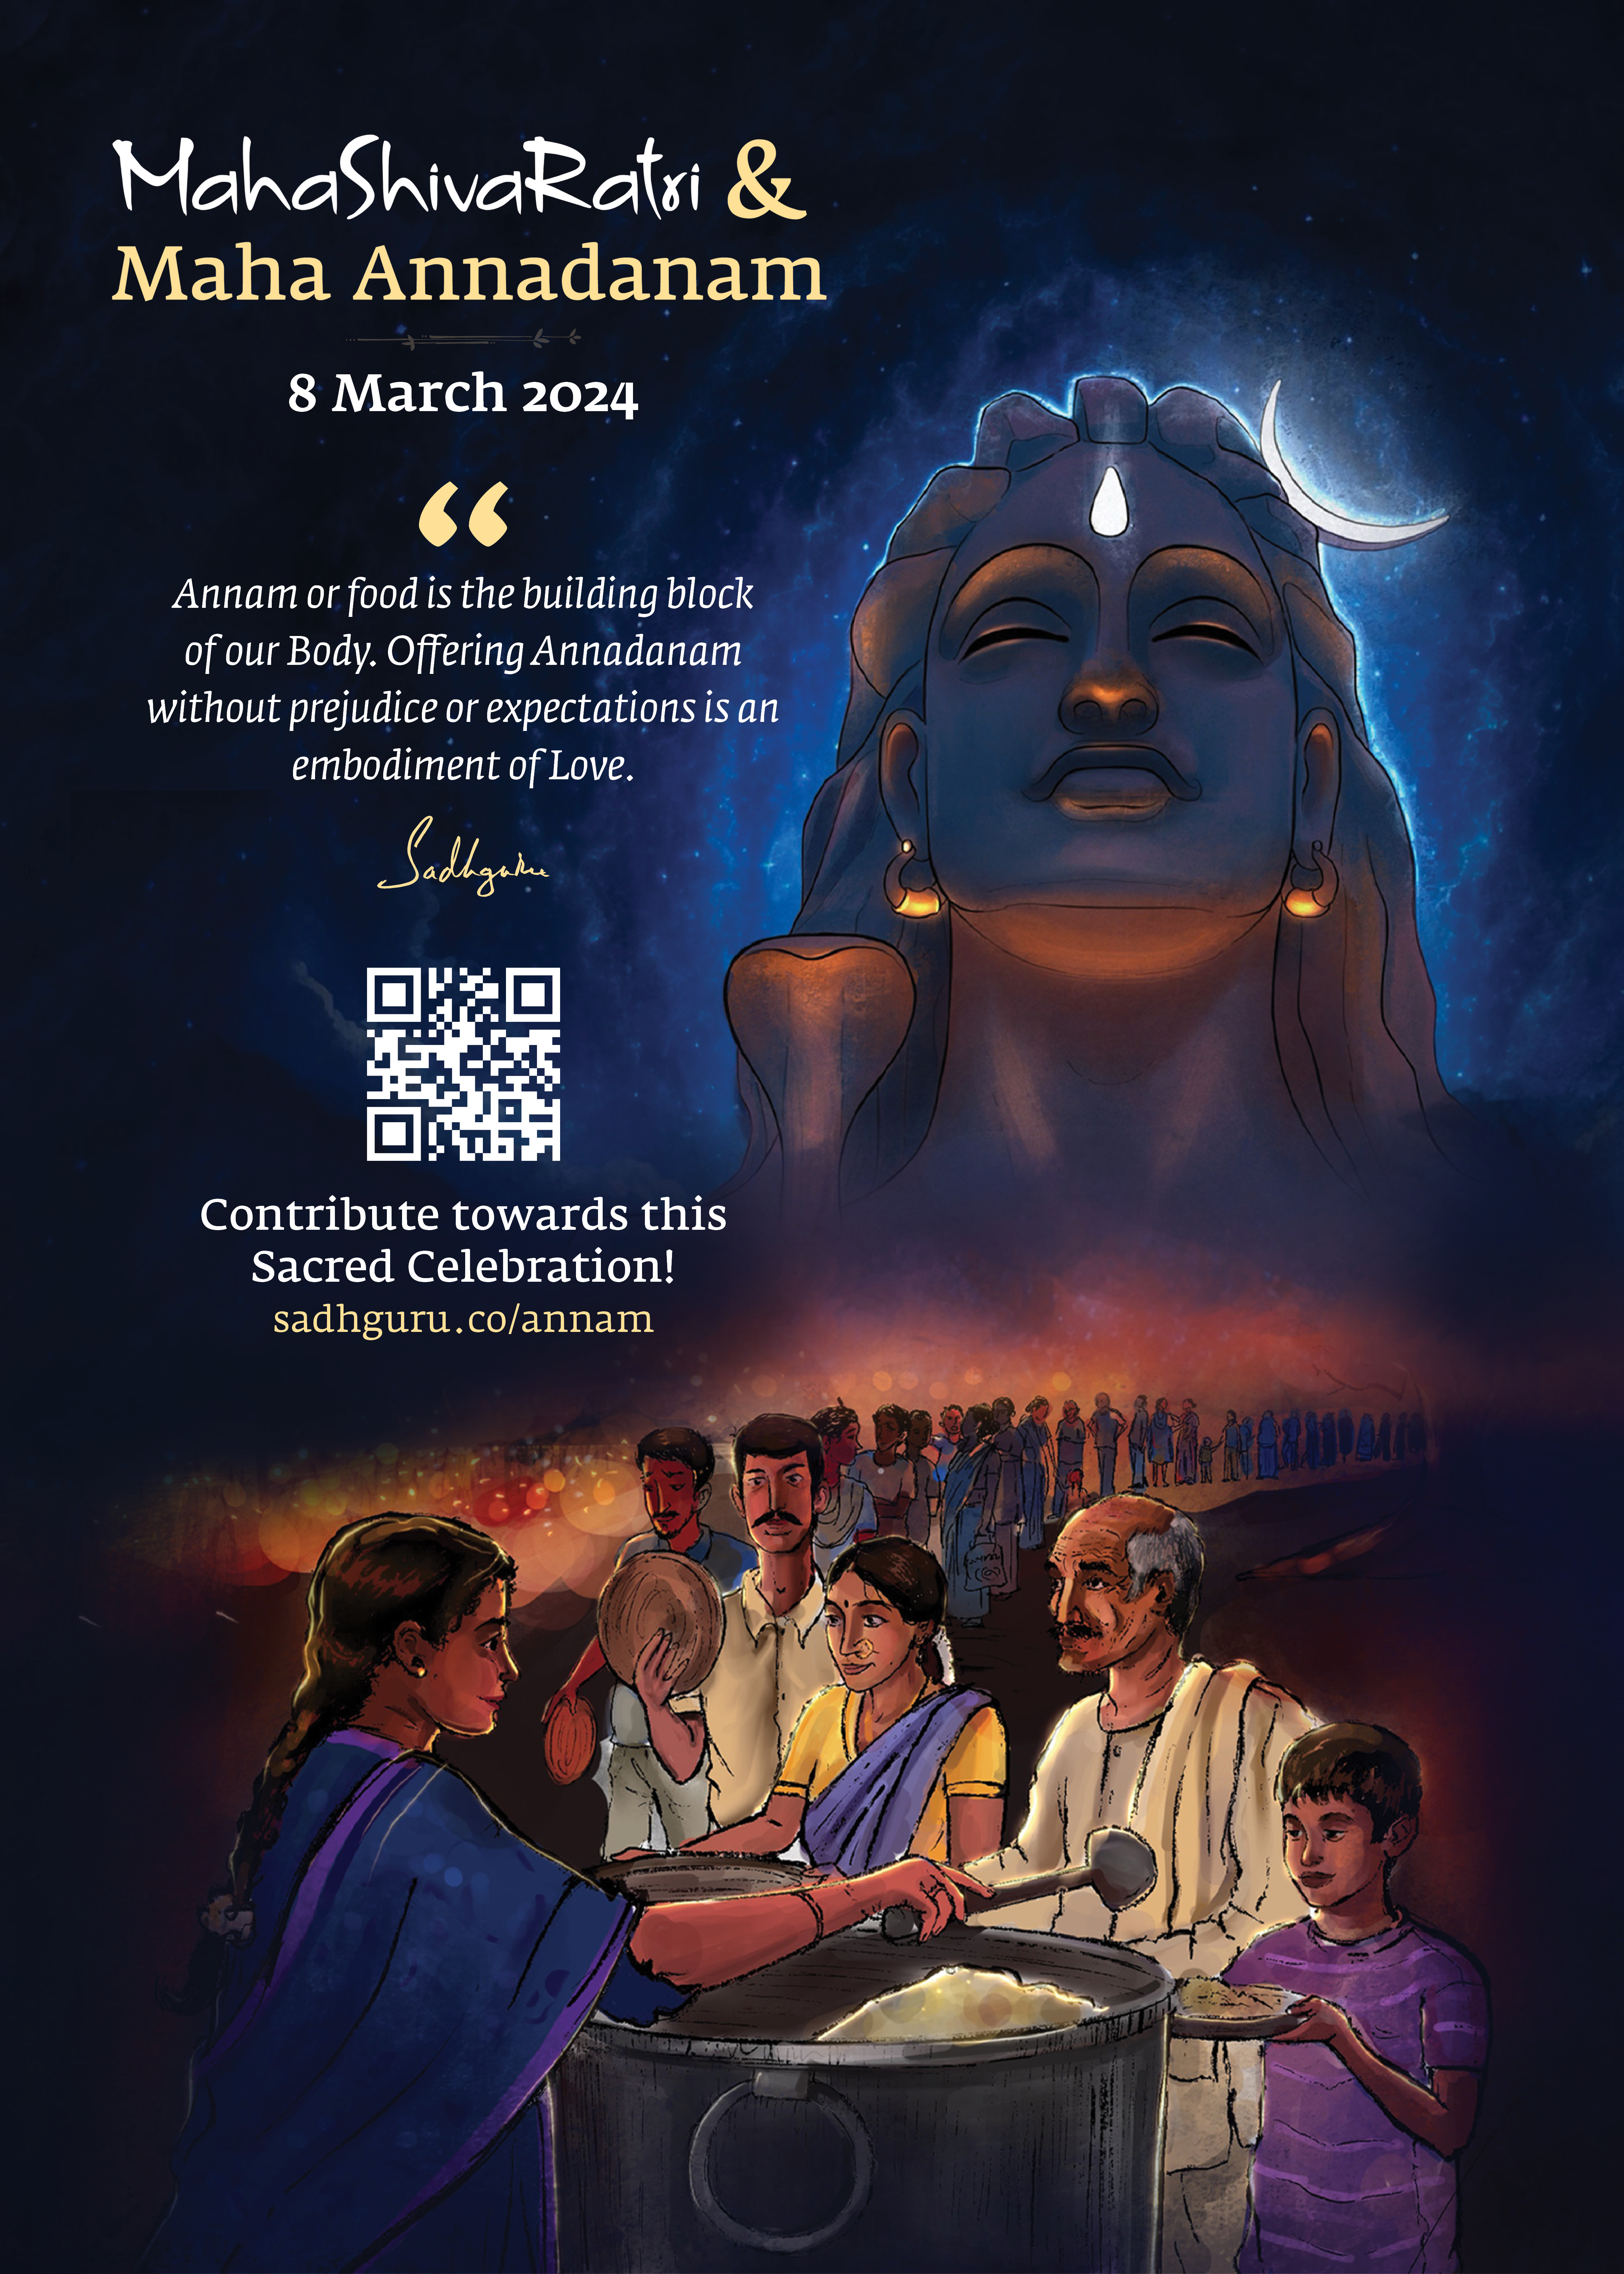 MahaShivaRatri &
Maha Annadanam
8 March 2024
“
Annam or food is the building block
of our Body. Offering Annadanam
without prejudice or expectations is an
embodiment of Love.
Sadhguru
Contribute towards this
Sacred Celebration!
sadhguru.co/annam